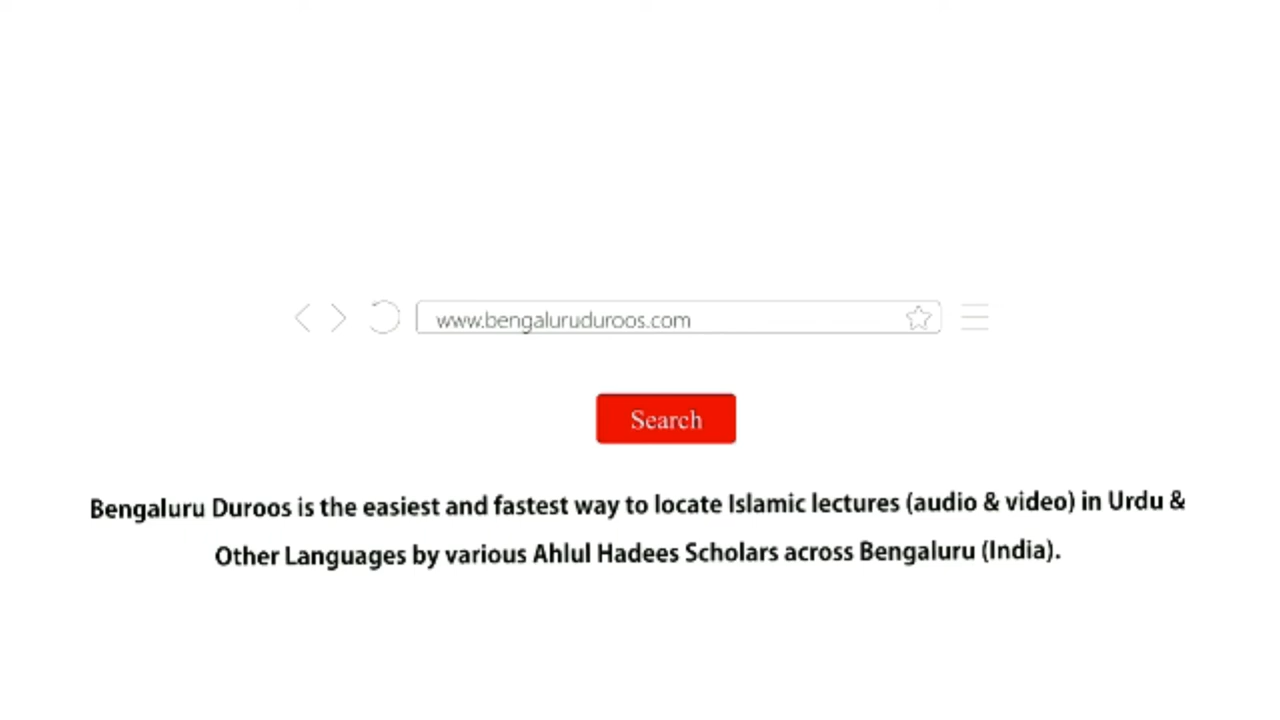 www.bengaluruduroos.com
Search
Bengaluru Duroos is the easiest and fastest way to locate Islamic lectures (audio & video) in Urdu &
Other Languages by various Ahlul Hadees Scholars across Bengaluru (India).